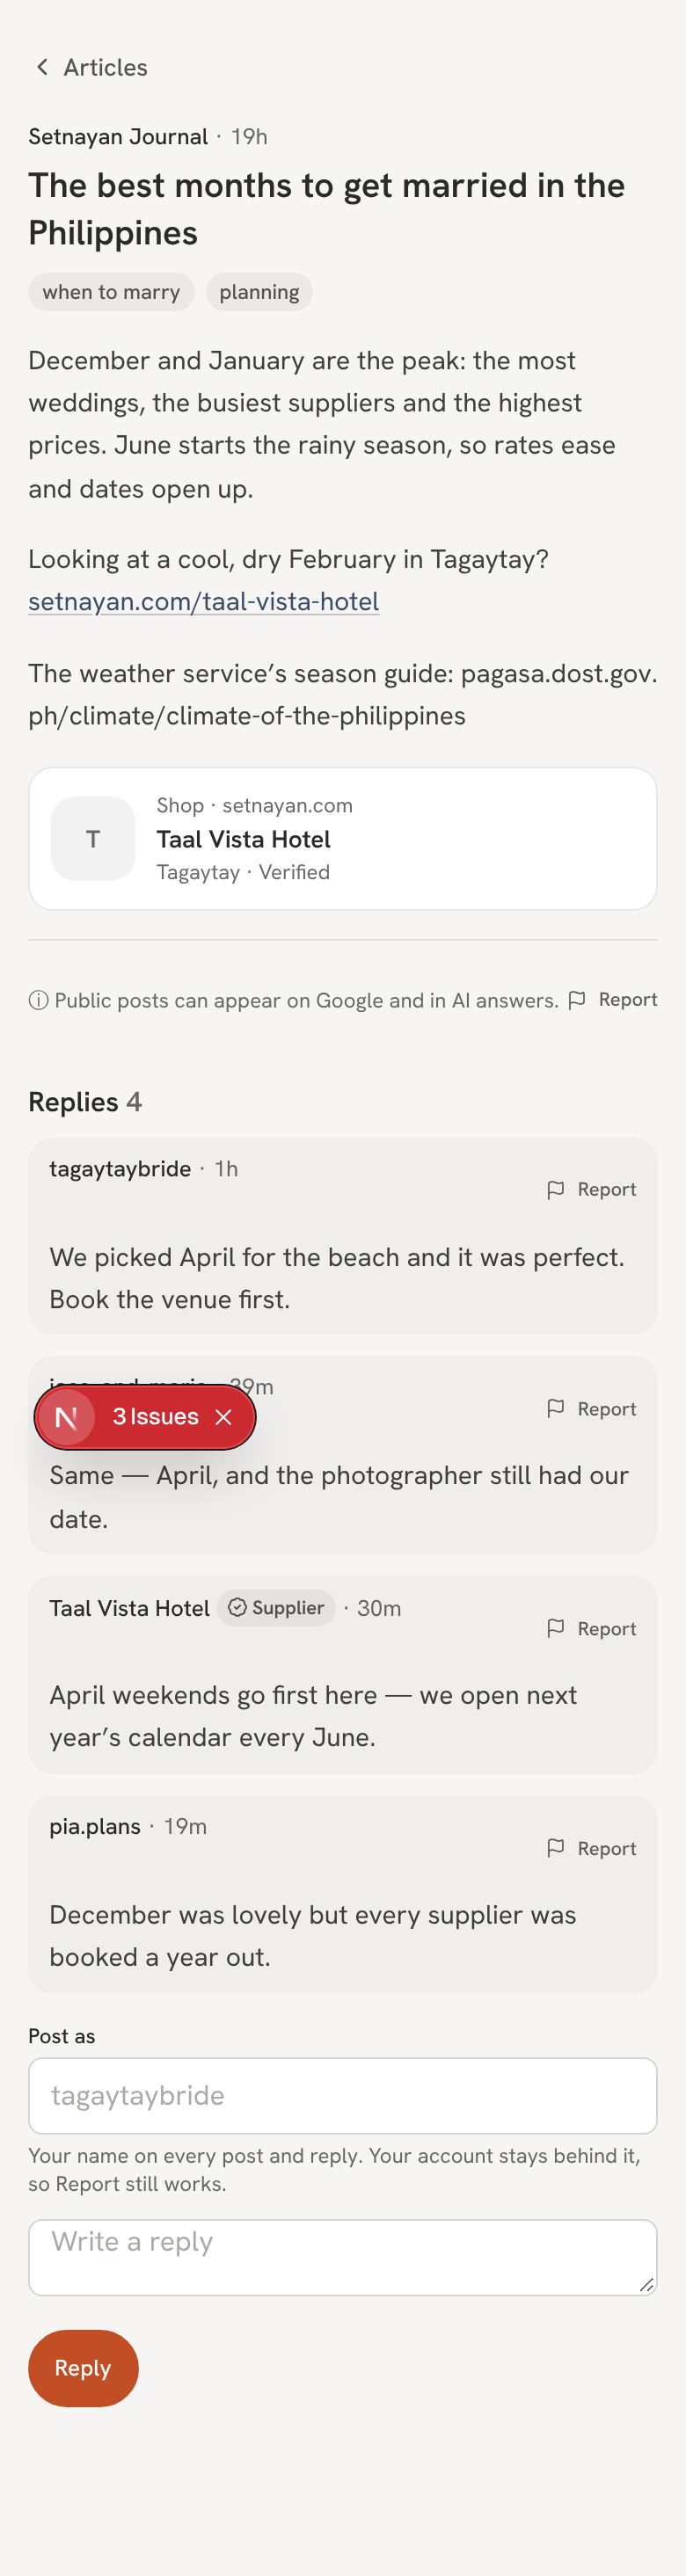 Articles
Setnayan Journal · 19h
The best months to get married in the
Philippines
when to marry planning
December and January are the peak: the most
weddings, the busiest suppliers and the highest
prices. June starts the rainy season, so rates ease
and dates open up.
Looking at a cool, dry February in Tagaytay?
setnayan.com/taal-vista-hotel
The weather service’s season guide: pagasa.dost.gov.
ph/climate/climate-of-the-philippines
T
Shop · setnayan.com
Taal Vista Hotel
Tagaytay · Verified
Public posts can appear on Google and in AI answers. Report
Replies 4
tagaytaybride · 1h
Report
We picked April for the beach and it was perfect.
Book the venue first.
39m
Report
N 3 Issues
Same — April, and the photographer still had our
date.
Taal Vista Hotel Supplier · 30m
Report
April weekends go first here — we open next
year’s calendar every June.
pia.plans · 19m
Report
December was lovely but every supplier was
booked a year out.
Post as
tagaytaybride
Your name on every post and reply. Your account stays behind it,
so Report still works.
Write a reply
Reply